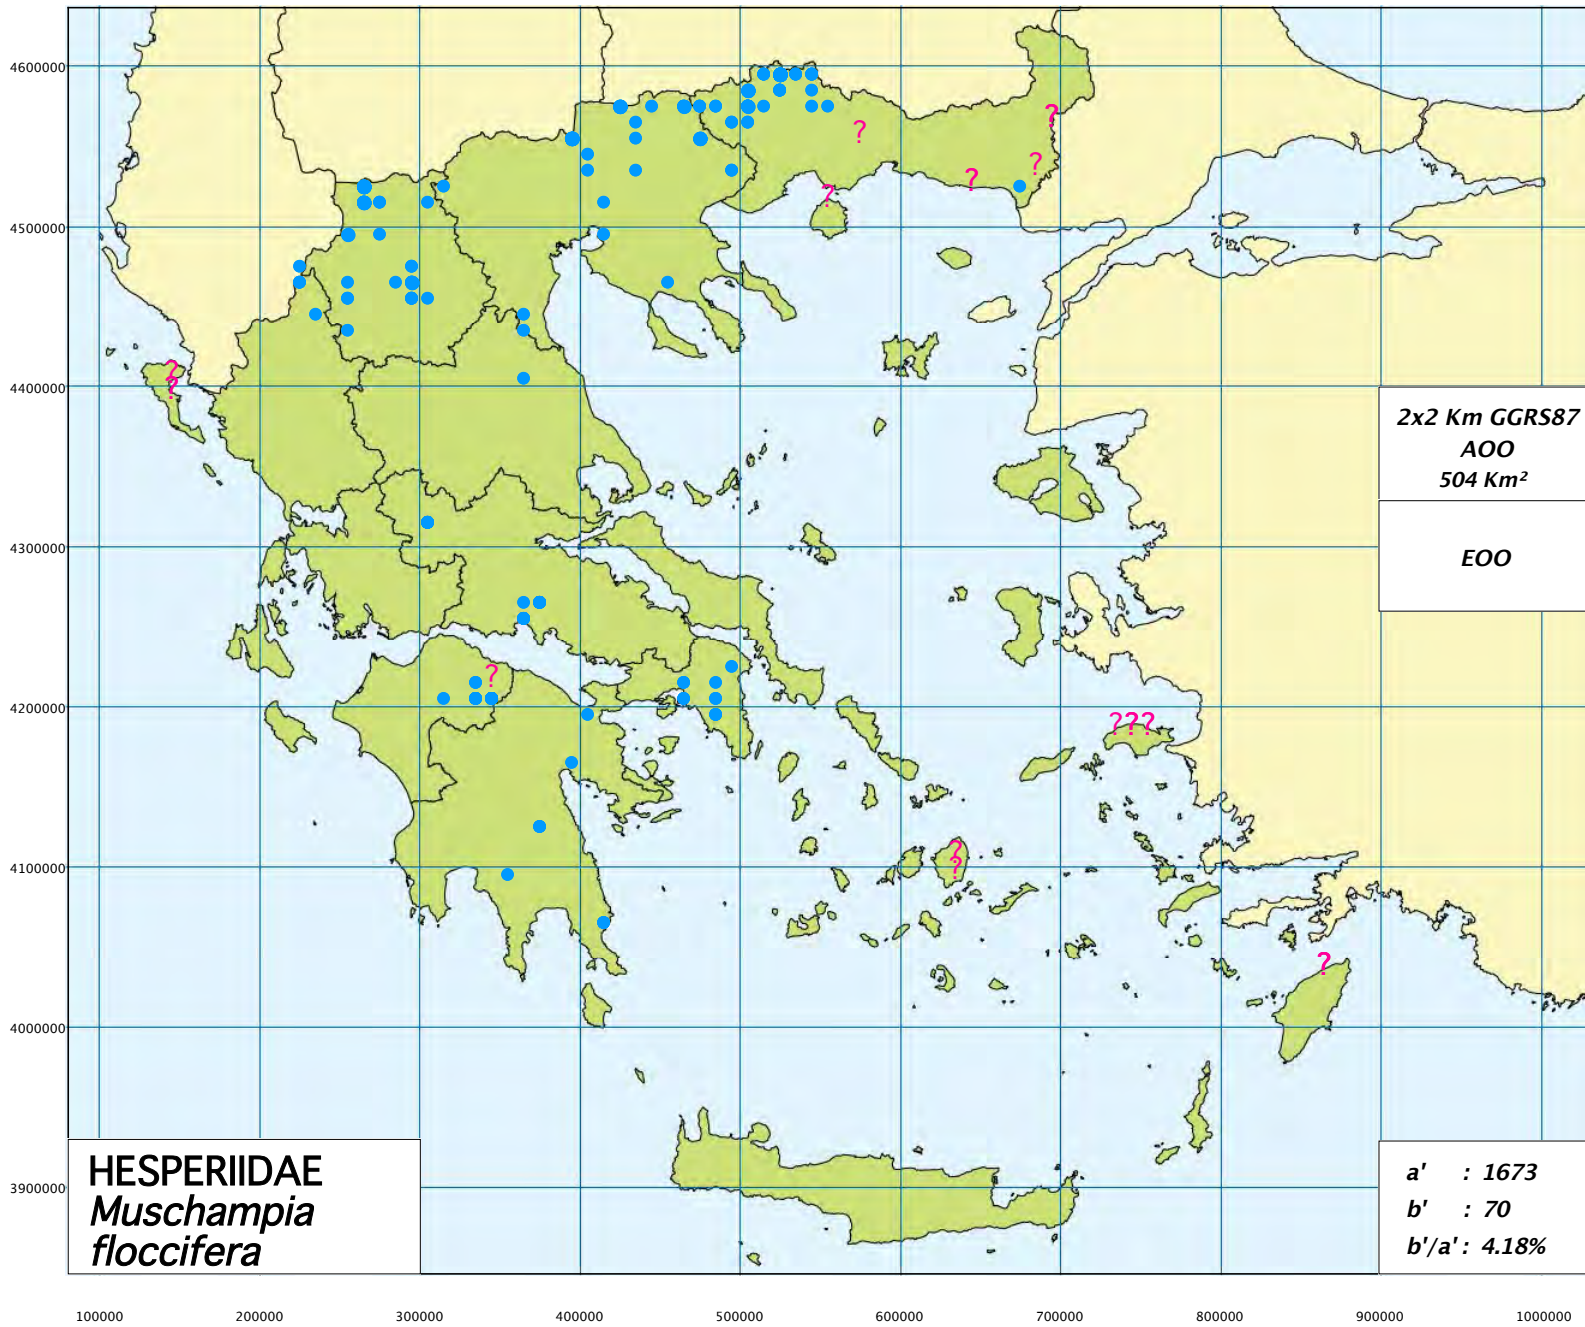 4600000
4500000
4400000
4300000
4200000
4100000
4000000
3900000
? ? ? ? ?
?
? ?
?
? ? ?
? ?
?
2x2 Km GGRS87
AOO
504 Km²
EOO
HESPERIIDAE
Muschampia
floccifera
a' : 1673
b' : 70
b'/a' : 4.18%
100000 200000 300000 400000 500000 600000 700000 800000 900000 1000000